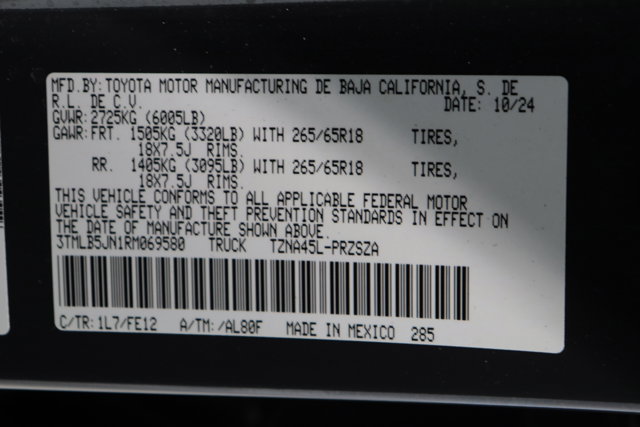 MFD.BY:TOYOTA MOTOR MANUFACTURING DE BAJA CALIFORNIA, S. DE
R.L. DE C.V. DATE: 10/24
GVWR: 2725KG (6005LB)
GAWR: FRT. 1505KG (3320LB) WITH 265/65R18 TIRES,
18X7.5J RIMS.
RR. 1405KG (3095LB) WITH 265/65R18 TIRES,
18X7.5J RIMS.
THIS VEHICLE CONFORMS TO ALL APPLICABLE FEDERAL MOTOR
VEHICLE SAFETY AND THEFT PREVENTION STANDARDS IN EFFECT ON
THE DATE OF MANUFACTURE SHOWN ABOVE.
3TMLB5JN1RM069580 TRUCK TZNA45L-PRZSZA
C/TR: 1L7/FE12 A/TM: /AL80F MADE IN MEXICO 285